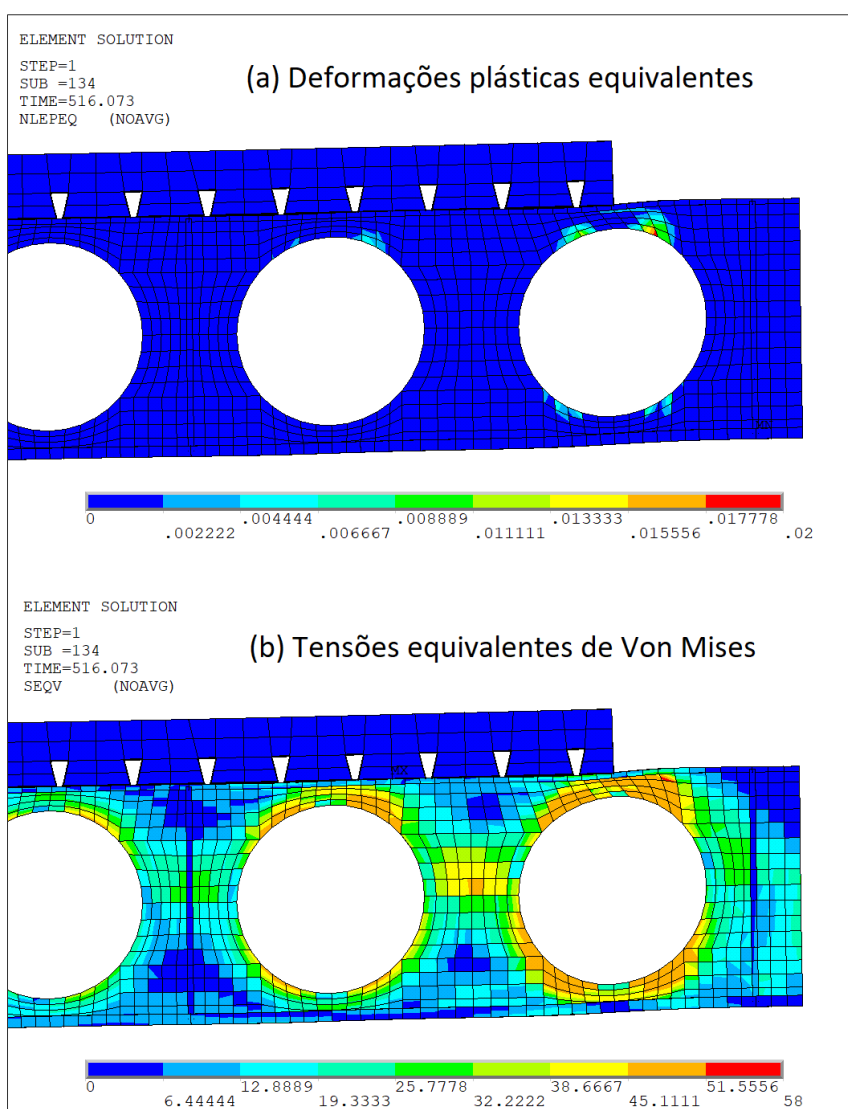 ELEMENT SOLUTION
STEP=1
SUB =134
TIME=516.073
NLEPEQ (NOAVG)
(a) Deformações plásticas equivalentes
0 .002222 .004444 .006667 .008889 .011111 .013333 .015556 .017778 .02
ELEMENT SOLUTION
STEP=1
SUB =134
TIME=516.073
SEQV (NOAVG)
(b) Tensões equivalentes de Von Mises
0 6.44444 12.8889 19.3333 25.7778 32.2222 38.6667 45.1111 51.5556 58